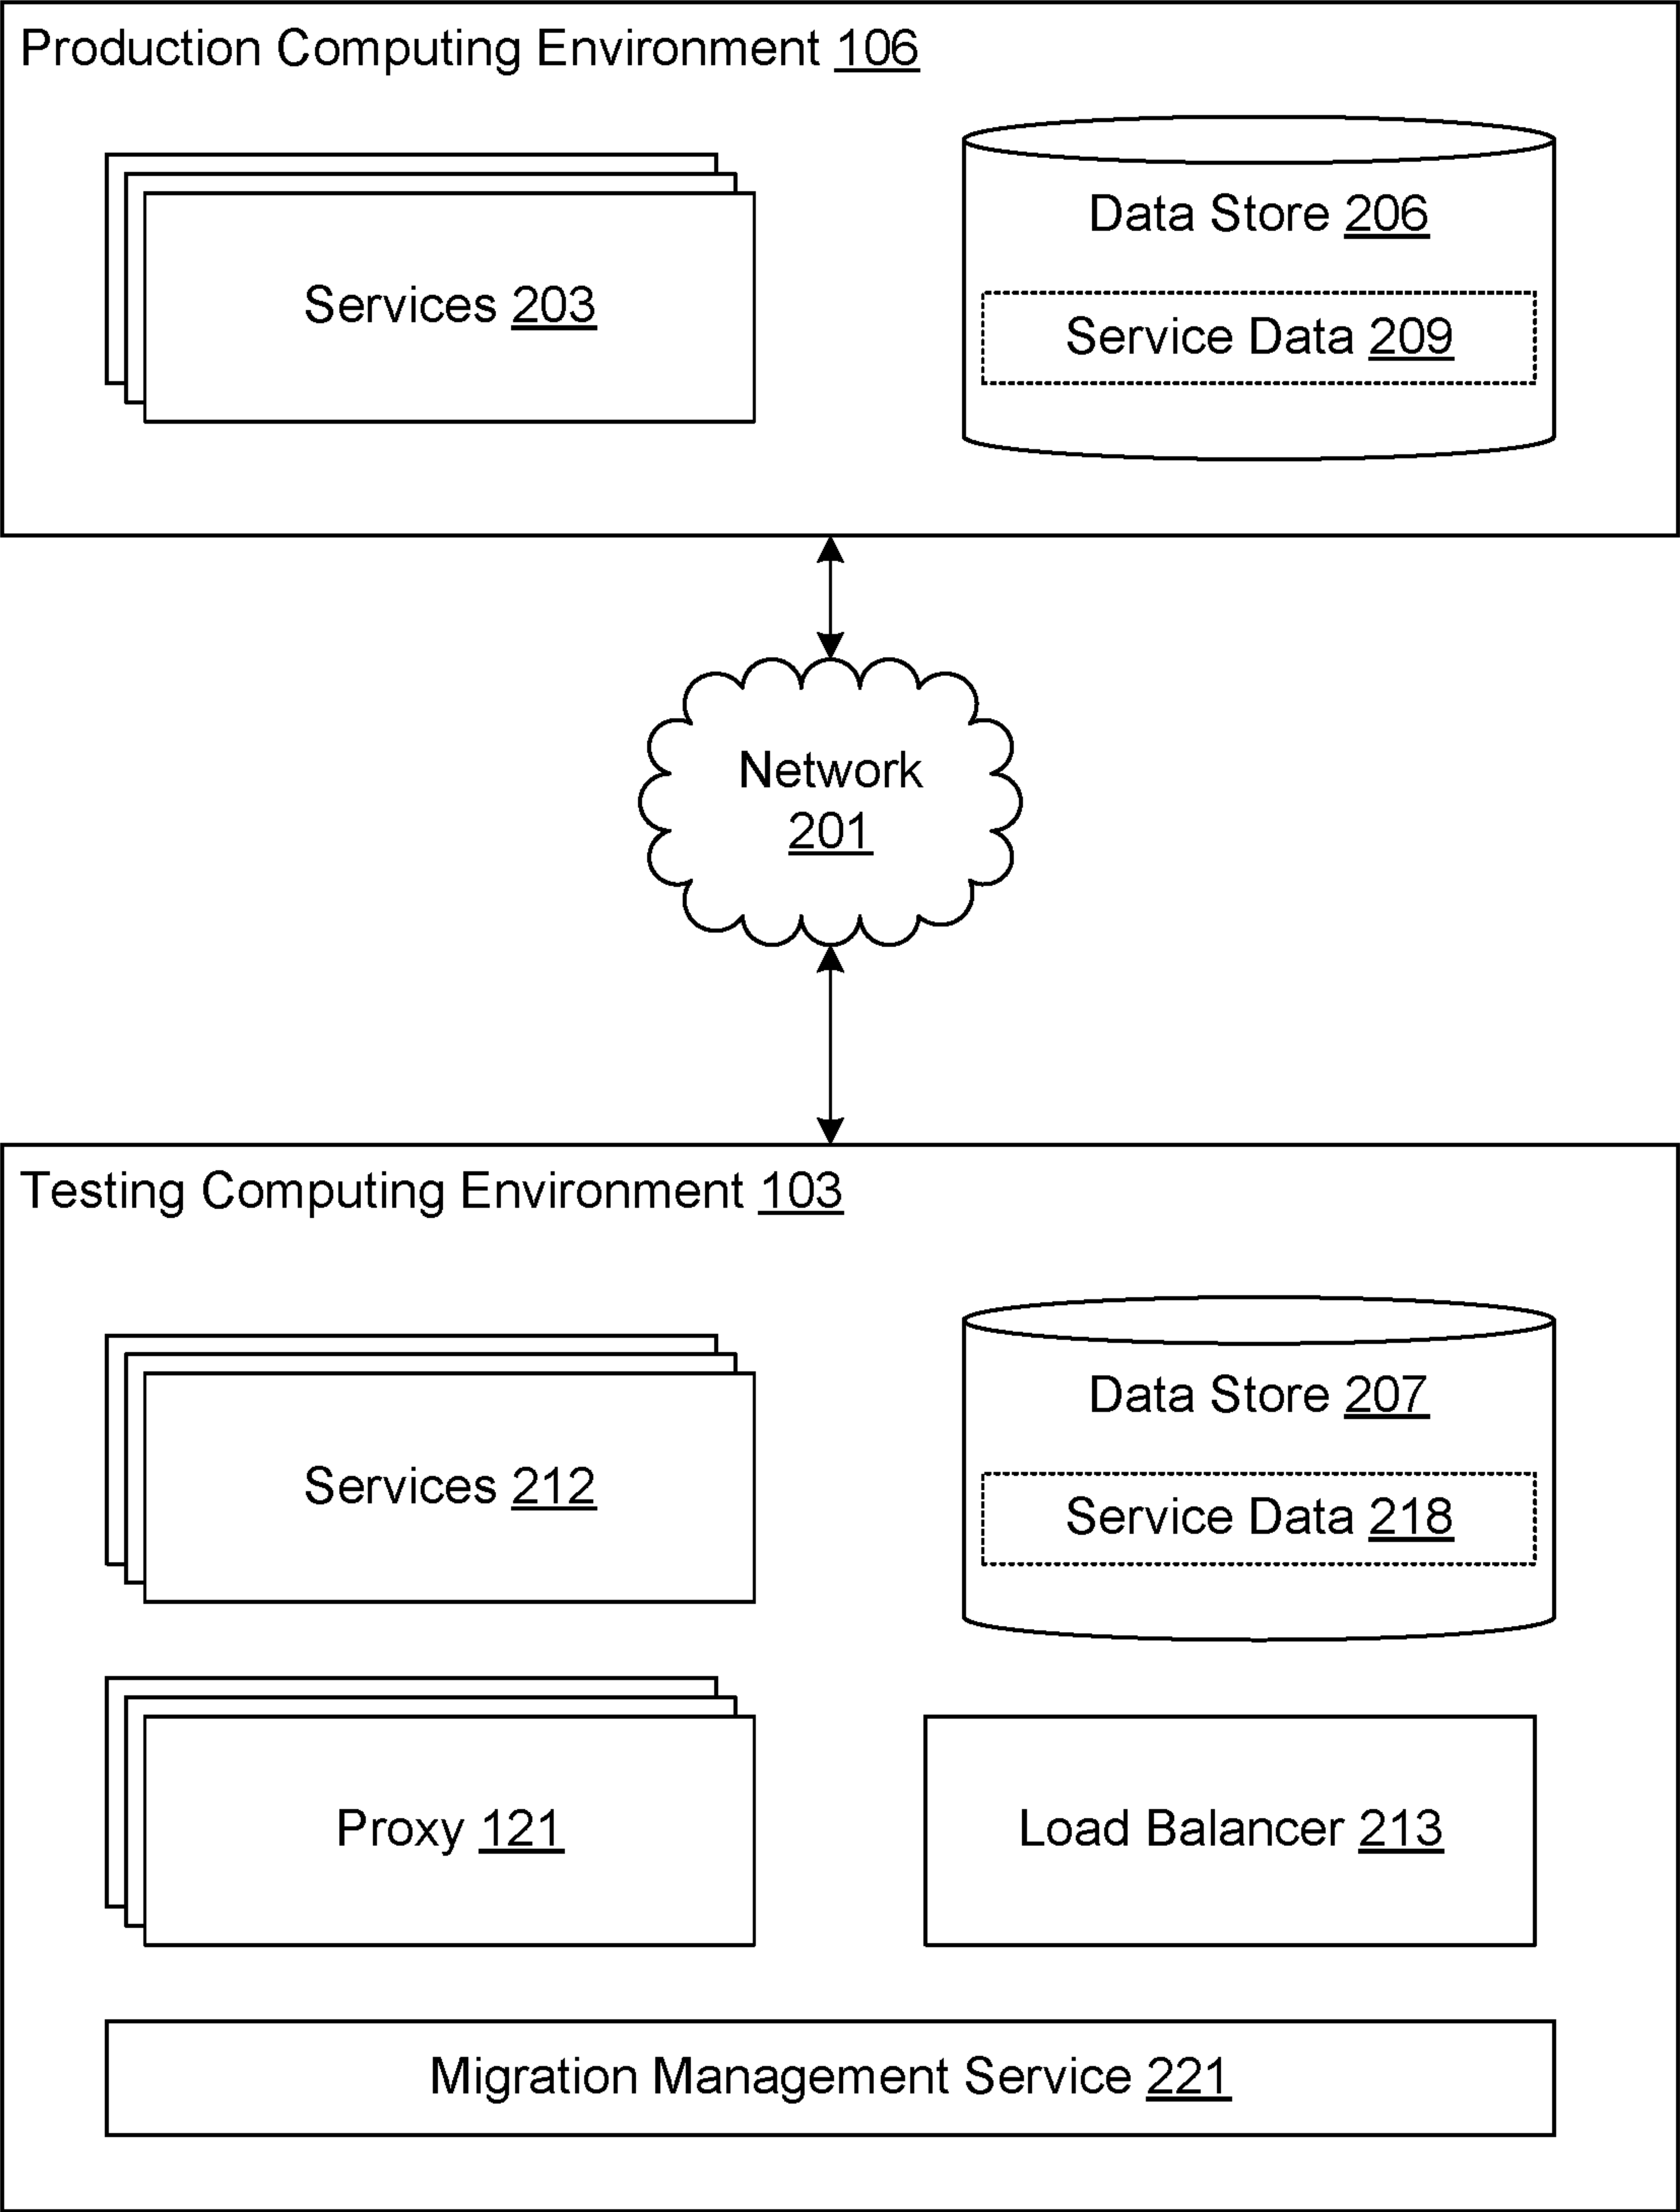 Production Computing Environment 106
Services 203
Data Store 206
Service Data 209
Network
201
Testing Computing Environment 103
Services 212
Data Store 207
Service Data 218
Proxy 121
Load Balancer 213
Migration Management Service 221